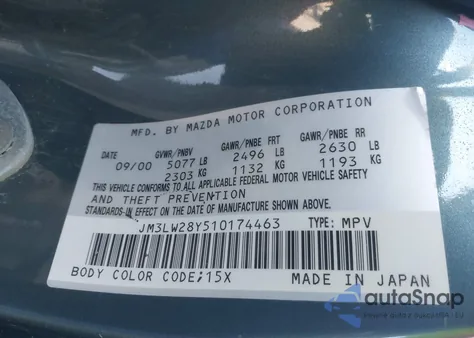 MFD. BY MAZDA MOTOR CORPORATION
DATE GVWR/PNBV GAWR/PNBE FRT GAWR/PNBE RR
09/00 5077 LB 2496 LB 2630 LB
2303 KG 1132 KG 1193 KG
THIS VEHICLE CONFORMS TO ALL APPLICABLE FEDERAL MOTOR VEHICLE SAFETY
AND THEFT PREVENTION
STANDARDS IN EFFECT ON THE DATE OF MANUFACTURE SHOWN ABOVE.
JM3LW28Y510174463 TYPE: MPV
BODY COLOR CODE;15X MADE IN JAPAN
autoSnap